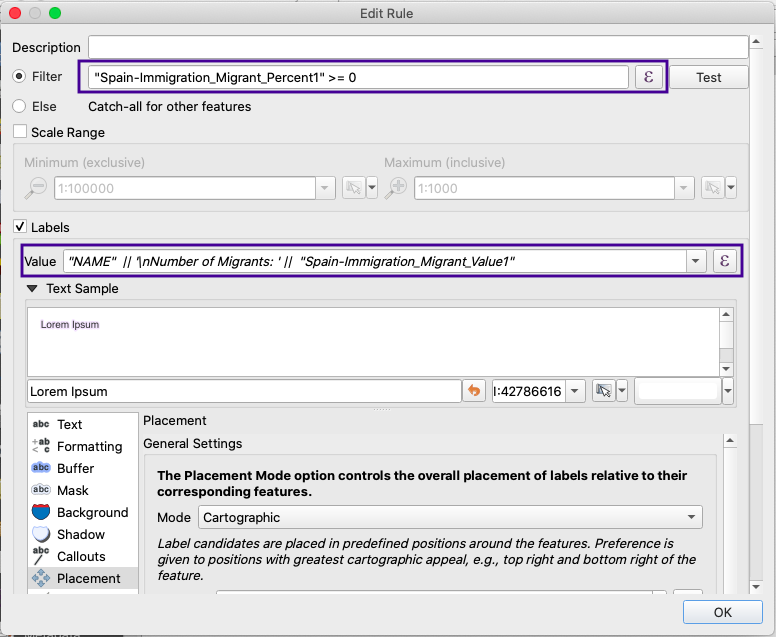 Edit Rule
Description
Filter "Spain-Immigration_Migrant_Percent1" >= 0 ε Test
Else Catch-all for other features
Scale Range
Minimum (exclusive) Maximum (inclusive)
1:100000 1:1000
Labels
Value "NAME" || '\nNumber of Migrants: ' || "Spain-Immigration_Migrant_Value1" ε
Text Sample
Lorem Ipsum
Lorem Ipsum l:42786616
abc Text
+ab < c Formatting
abc Buffer
abc Mask
Background
Shadow
abc Callouts
Placement
Placement
General Settings
The Placement Mode option controls the overall placement of labels relative to their
corresponding features.
Mode Cartographic
Label candidates are placed in predefined positions around the features. Preference is
given to positions with greatest cartographic appeal, e.g., top right and bottom right of the
feature.
OK